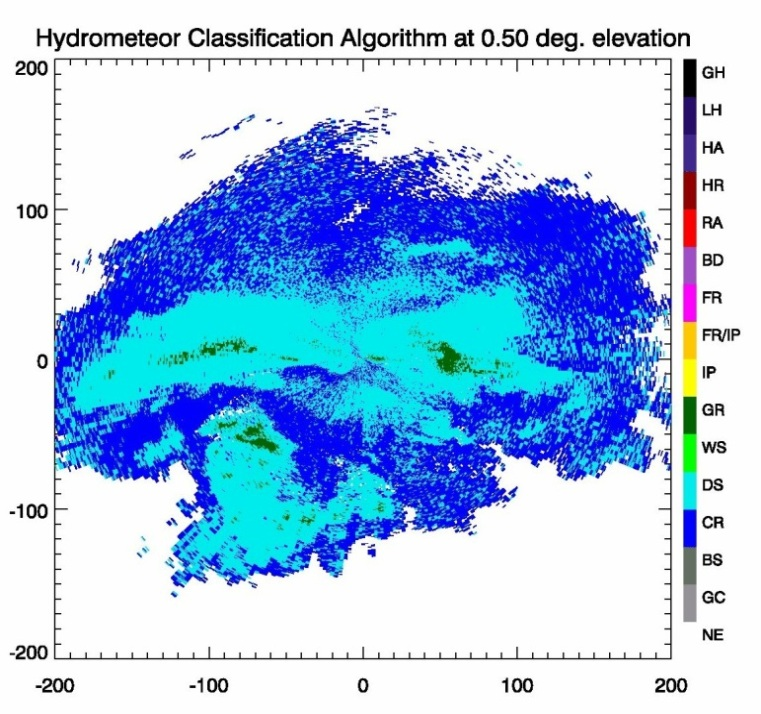 Hydrometeor Classification Algorithm at 0.50 deg. elevation
200
100
0
-100
-200
-200 -100 0 100 200
GH
LH
HA
HR
RA
BD
FR
FR/IP
IP
GR
WS
DS
CR
BS
GC
NE